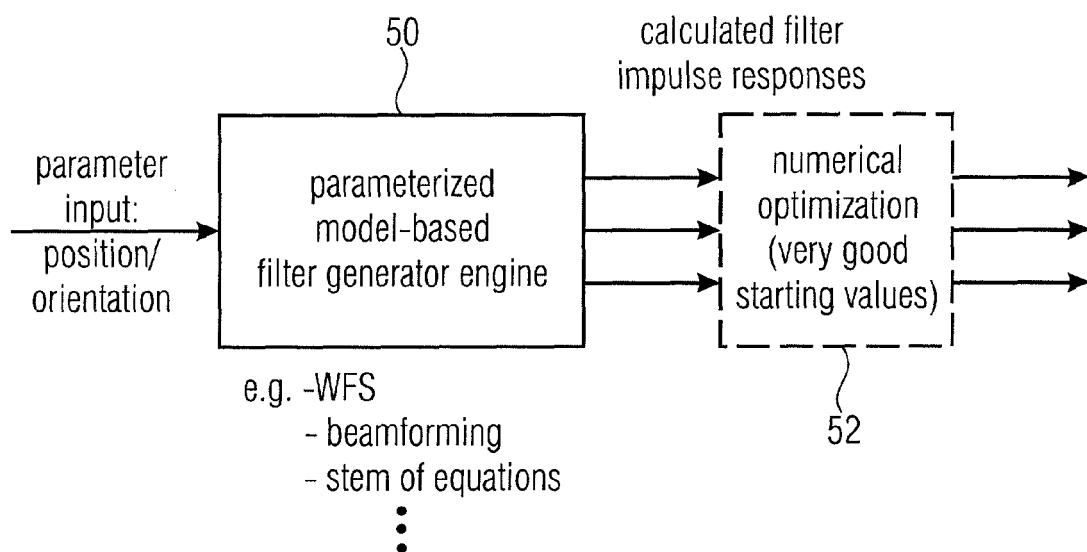 50
calculated filter
impulse responses
parameter
input:
position/
orientation
parameterized
model-based
filter generator engine
numerical
optimization
(very good
starting values)
e.g. -WFS
- beamforming
- stem of equations
52